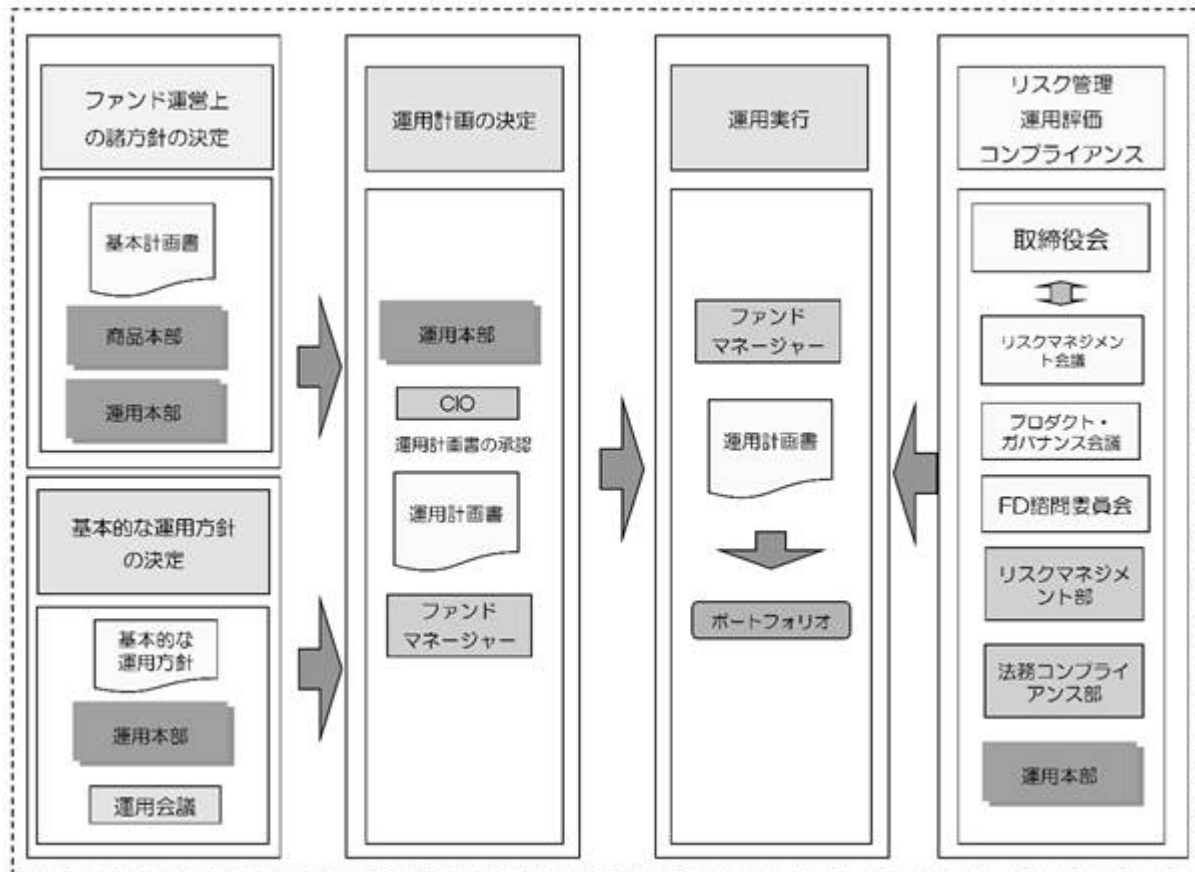 ファンド運営上
の諸方針の決定
基本計画書
商品本部
運用本部
基本的な運用方針
の決定
基本的な
運用方針
運用本部
運用会議
運用計画の決定
運用本部
CIO
運用計画書の承認
運用計画書
ファンド
マネージャー
運用実行
ファンド
マネージャー
運用計画書
ポートフォリオ
リスク管理
運用評価
コンプライアンス
取締役会
リスクマネジメン
ト会議
プロダクト・
ガバナンス会議
FD諮問委員会
リスクマネジメ
ント部
法務コンプライ
アンス部
運用本部